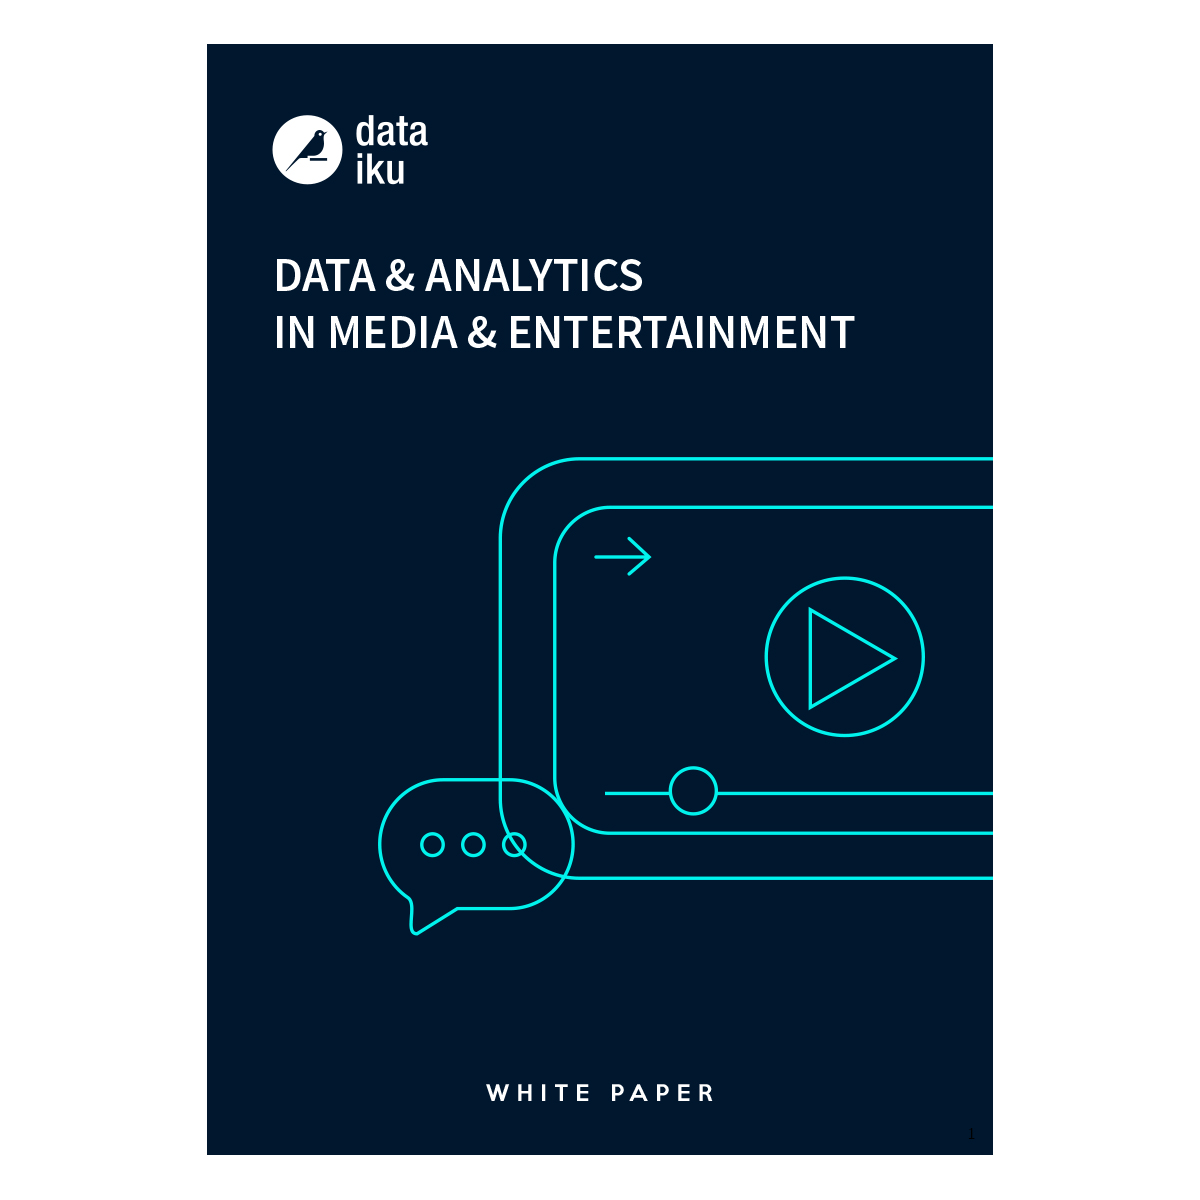 data
iku
DATA & ANALYTICS
IN MEDIA & ENTERTAINMENT
WHITE PAPER
1